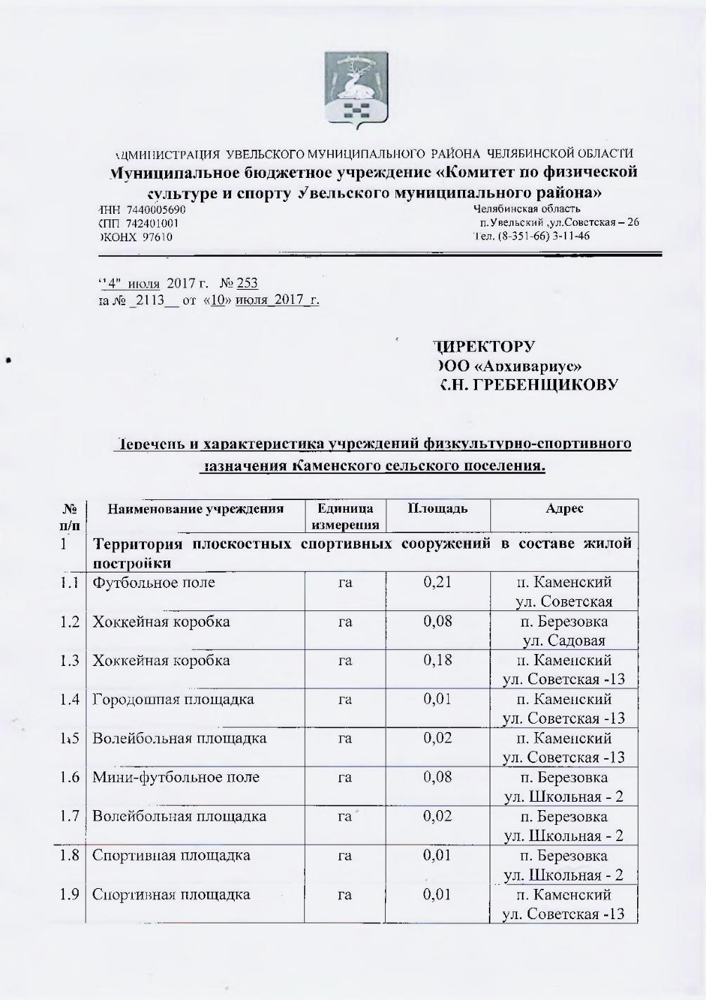 АДМИНИСТРАЦИЯ УВЕЛЬСКОГО МУНИЦИПАЛЬНОГО РАЙОНА ЧЕЛЯБИНСКОЙ ОБЛАСТИ
Муниципальное бюджетное учреждение «Комитет по физической
культуре и спорту Увельского муниципального района»
ИНН 7440005690
КПП 742401001
ОКОНХ 97610
Челябинская область
п.Увельский ,ул.Советская – 26
Тел. (8-351-66) 3-11-46
"14" июля 2017 г. № 253
на № _2113__ от «10» июля_2017_г.
ДИРЕКТОРУ
ООО «Архивариус»
К.Н. ГРЕБЕНЩИКОВУ
Перечень и характеристика учреждений физкультурно-спортивного
назначения Каменского сельского поселения.
№ п/п Наименование учреждения Единица измерения Площадь Адрес
1 Территория плоскостных спортивных сооружений в составе жилой
постройки
1.1 Футбольное поле га 0,21 п. Каменский
ул. Советская
1.2 Хоккейная коробка га 0,08 п. Березовка
ул. Садовая
1.3 Хоккейная коробка га 0,18 п. Каменский
ул. Советская -13
1.4 Городошная площадка га 0,01 п. Каменский
ул. Советская -13
1.5 Волейбольная площадка га 0,02 п. Каменский
ул. Советская -13
1.6 Мини-футбольное поле га 0,08 п. Березовка
ул. Школьная - 2
1.7 Волейбольная площадка га 0,02 п. Березовка
ул. Школьная - 2
1.8 Спортивная площадка га 0,01 п. Березовка
ул. Школьная - 2
1.9 Спортивная площадка га 0,01 п. Каменский
ул. Советская -13